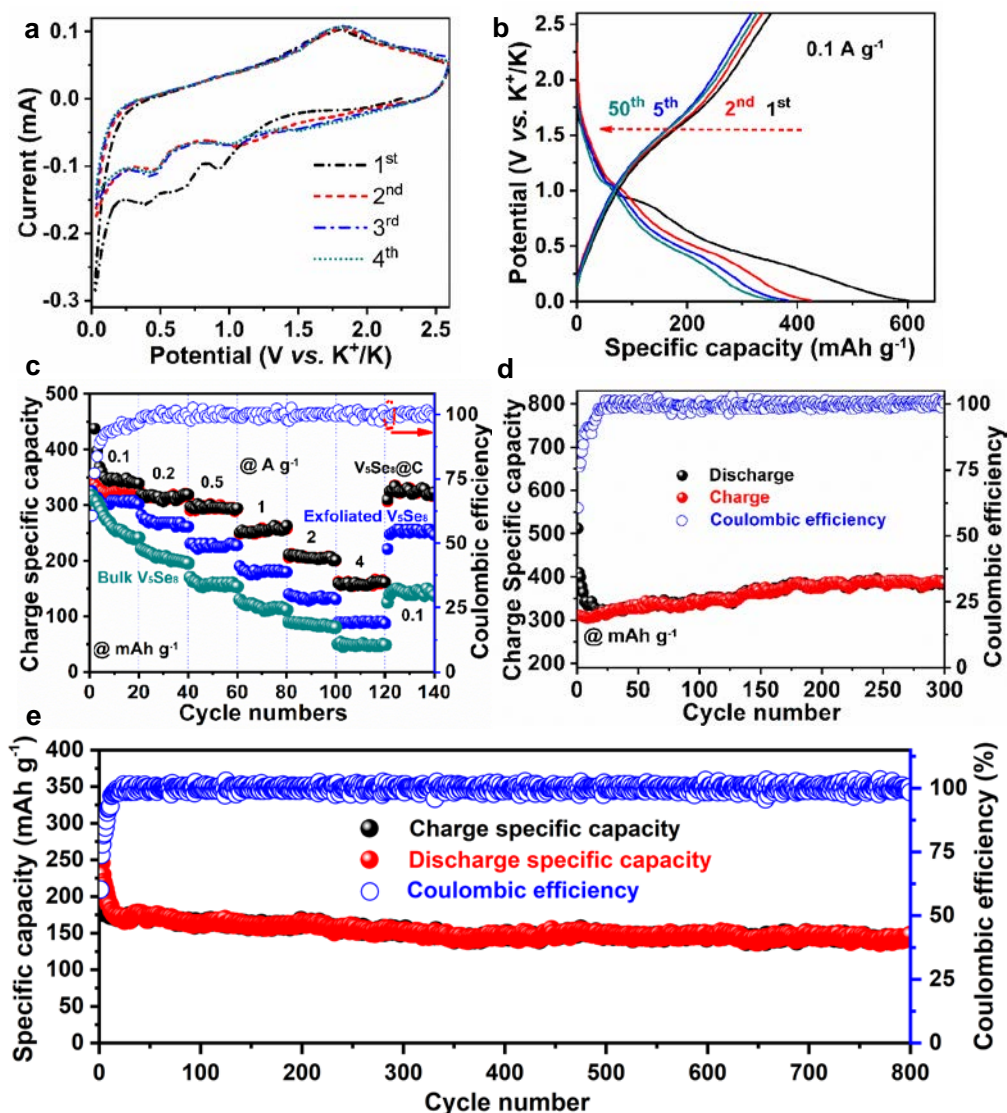 a
0.1
0.0
-0.1
-0.2
-0.3
Current (mA)
1st
2nd
3rd
4th
0.0 0.5 1.0 1.5 2.0 2.5
Potential (V vs. K+/K)
b
2.5
2.0
1.5
1.0
0.5
0.0
Potential (V vs. K+/K)
0.1 A g-1
50th 5th 2nd 1st
0 200 400 600
Specific capacity (mAh g-1)
c
500
400
300
200
100
0
Charge specific capacity
0.1
0.2
0.5
@ A g-1
1
2
4
V5Se8@C
Exfoliated V5Se8
Bulk V5Se8
0.1
@ mAh g-1
100
75
50
25
0
Coulombic efficiency
0 20 40 60 80 100 120 140
Cycle numbers
d
800
700
600
500
400
300
200
Charge Specific capacity
Discharge
Charge
Coulombic efficiency
@ mAh g-1
100
75
50
25
0
Coulombic efficiency
0 50 100 150 200 250 300
Cycle number
e
400
350
300
250
200
150
100
50
0
Specific capacity (mAh g-1)
Charge specific capacity
Discharge specific capacity
Coulombic efficiency
100
75
50
25
0
Coulombic efficiency (%)
0 100 200 300 400 500 600 700 800
Cycle number